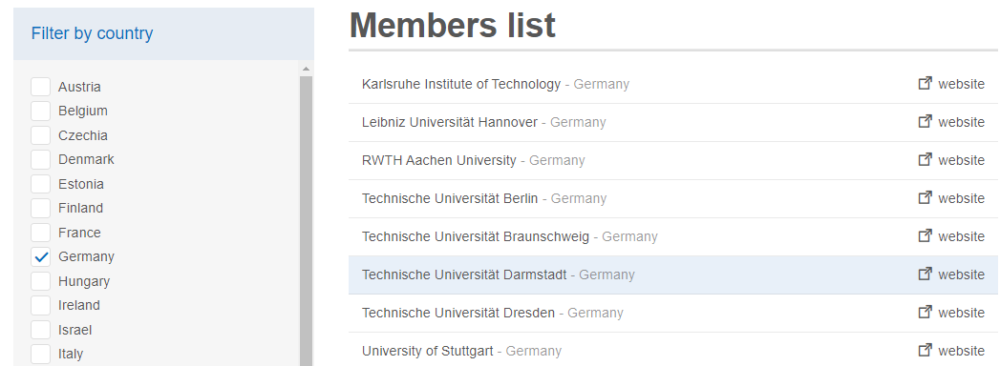 Filter by country
Austria
Belgium
Czechia
Denmark
Estonia
Finland
France
Germany
Hungary
Ireland
Israel
Italy
Members list
Karlsruhe Institute of Technology - Germany website
Leibniz Universität Hannover - Germany website
RWTH Aachen University - Germany website
Technische Universität Berlin - Germany website
Technische Universität Braunschweig - Germany website
Technische Universität Darmstadt - Germany website
Technische Universität Dresden - Germany website
University of Stuttgart - Germany website